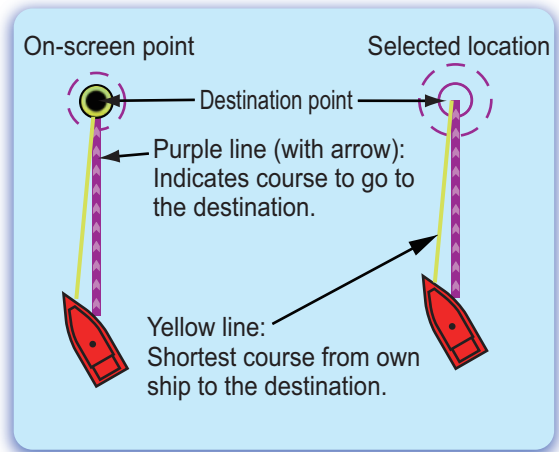 On-screen point
Selected location
Destination point
Purple line (with arrow):
Indicates course to go to
the destination.
Yellow line:
Shortest course from own
ship to the destination.